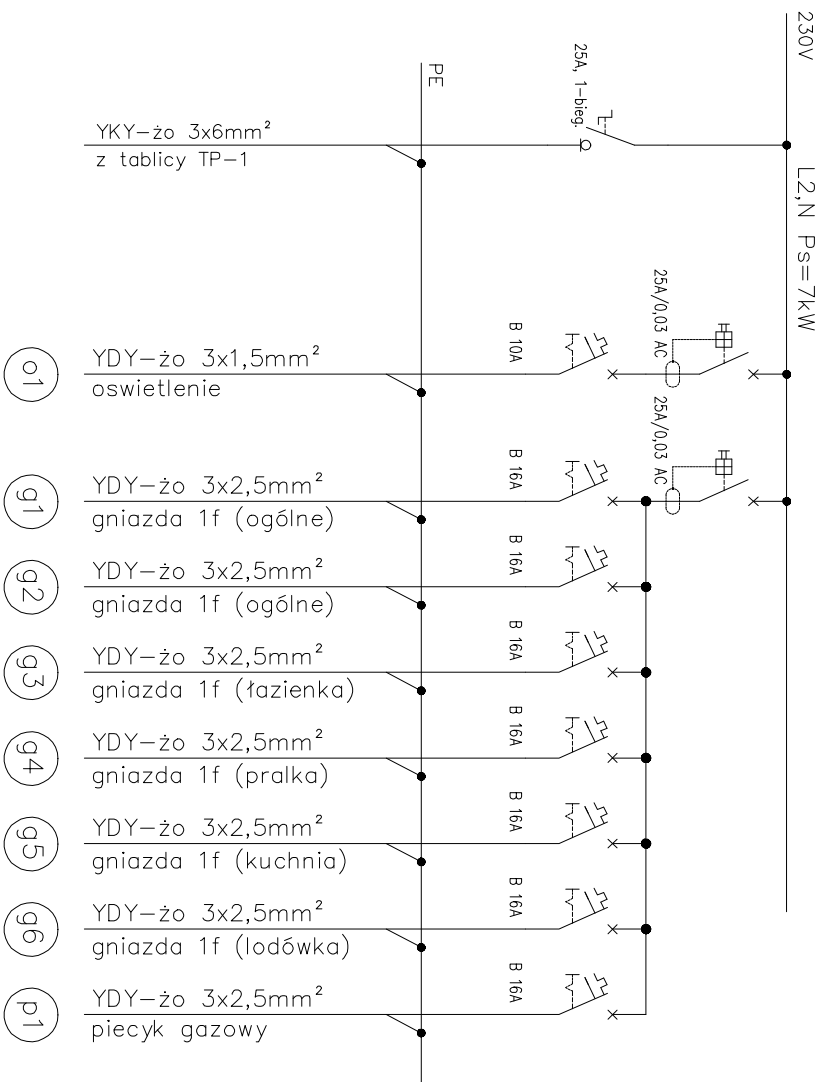 230V
L2,N Ps=7kW
PE
25A, 1-bieg.
YKY-żo 3x6mm²
z tablicy TP-1
25A/0,03 AC
B 10A
YDY-żo 3x1,5mm²
oswietlenie
o1
25A/0,03 AC
B 16A
YDY-żo 3x2,5mm²
gniazda 1f (ogólne)
g1
B 16A
YDY-żo 3x2,5mm²
gniazda 1f (ogólne)
g2
B 16A
YDY-żo 3x2,5mm²
gniazda 1f (łazienka)
g3
B 16A
YDY-żo 3x2,5mm²
gniazda 1f (pralka)
g4
B 16A
YDY-żo 3x2,5mm²
gniazda 1f (kuchnia)
g5
B 16A
YDY-żo 3x2,5mm²
gniazda 1f (lodówka)
g6
B 16A
YDY-żo 3x2,5mm²
piecyk gazowy
p1